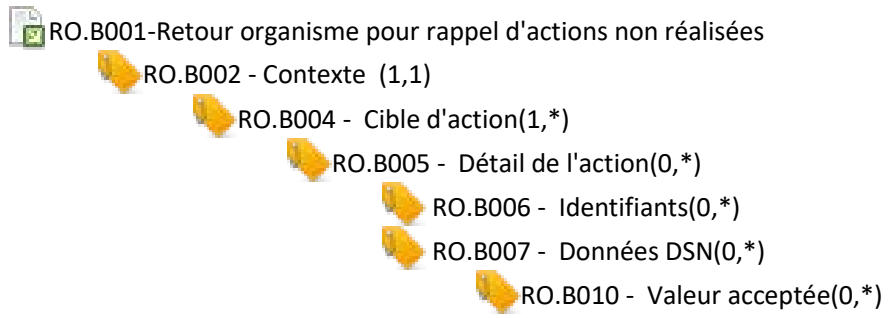 RO.B001-Retour organisme pour rappel d'actions non réalisées
RO.B002 - Contexte (1,1)
RO.B004 - Cible d'action(1,*)
RO.B005 - Détail de l'action(0,*)
RO.B006 - Identifiants(0,*)
RO.B007 - Données DSN(0,*)
RO.B010 - Valeur acceptée(0,*)